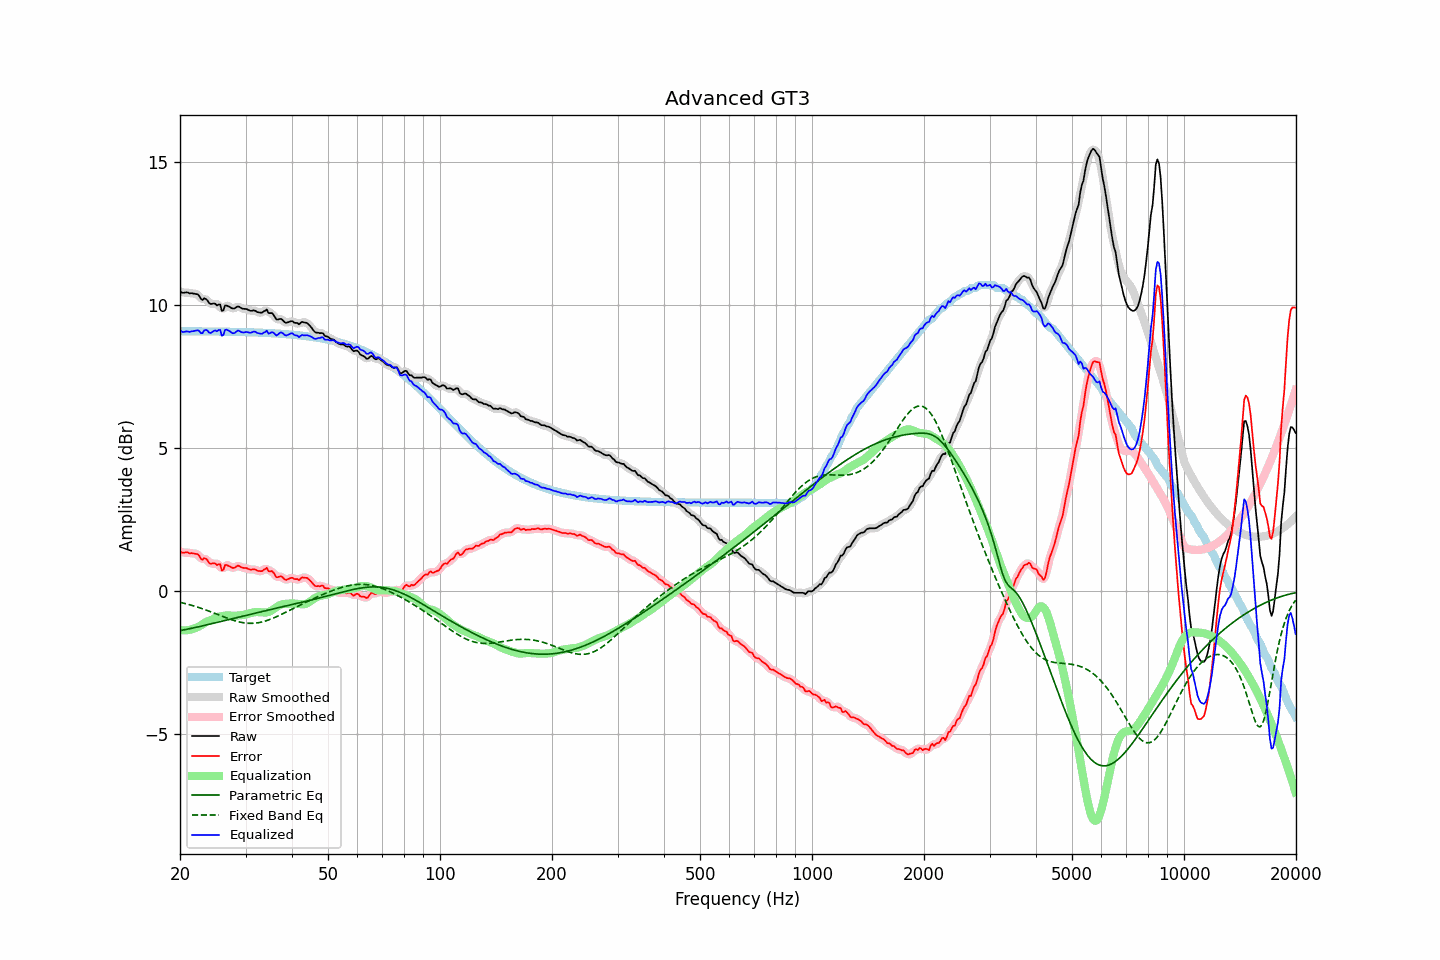 Advanced GT3
Amplitude (dBr)
15
10
5
0
−5
Target
Raw Smoothed
Error Smoothed
Raw
Error
Equalization
Parametric Eq
Fixed Band Eq
Equalized
20
50
100
200
500
1000
2000
5000
10000
20000
Frequency (Hz)